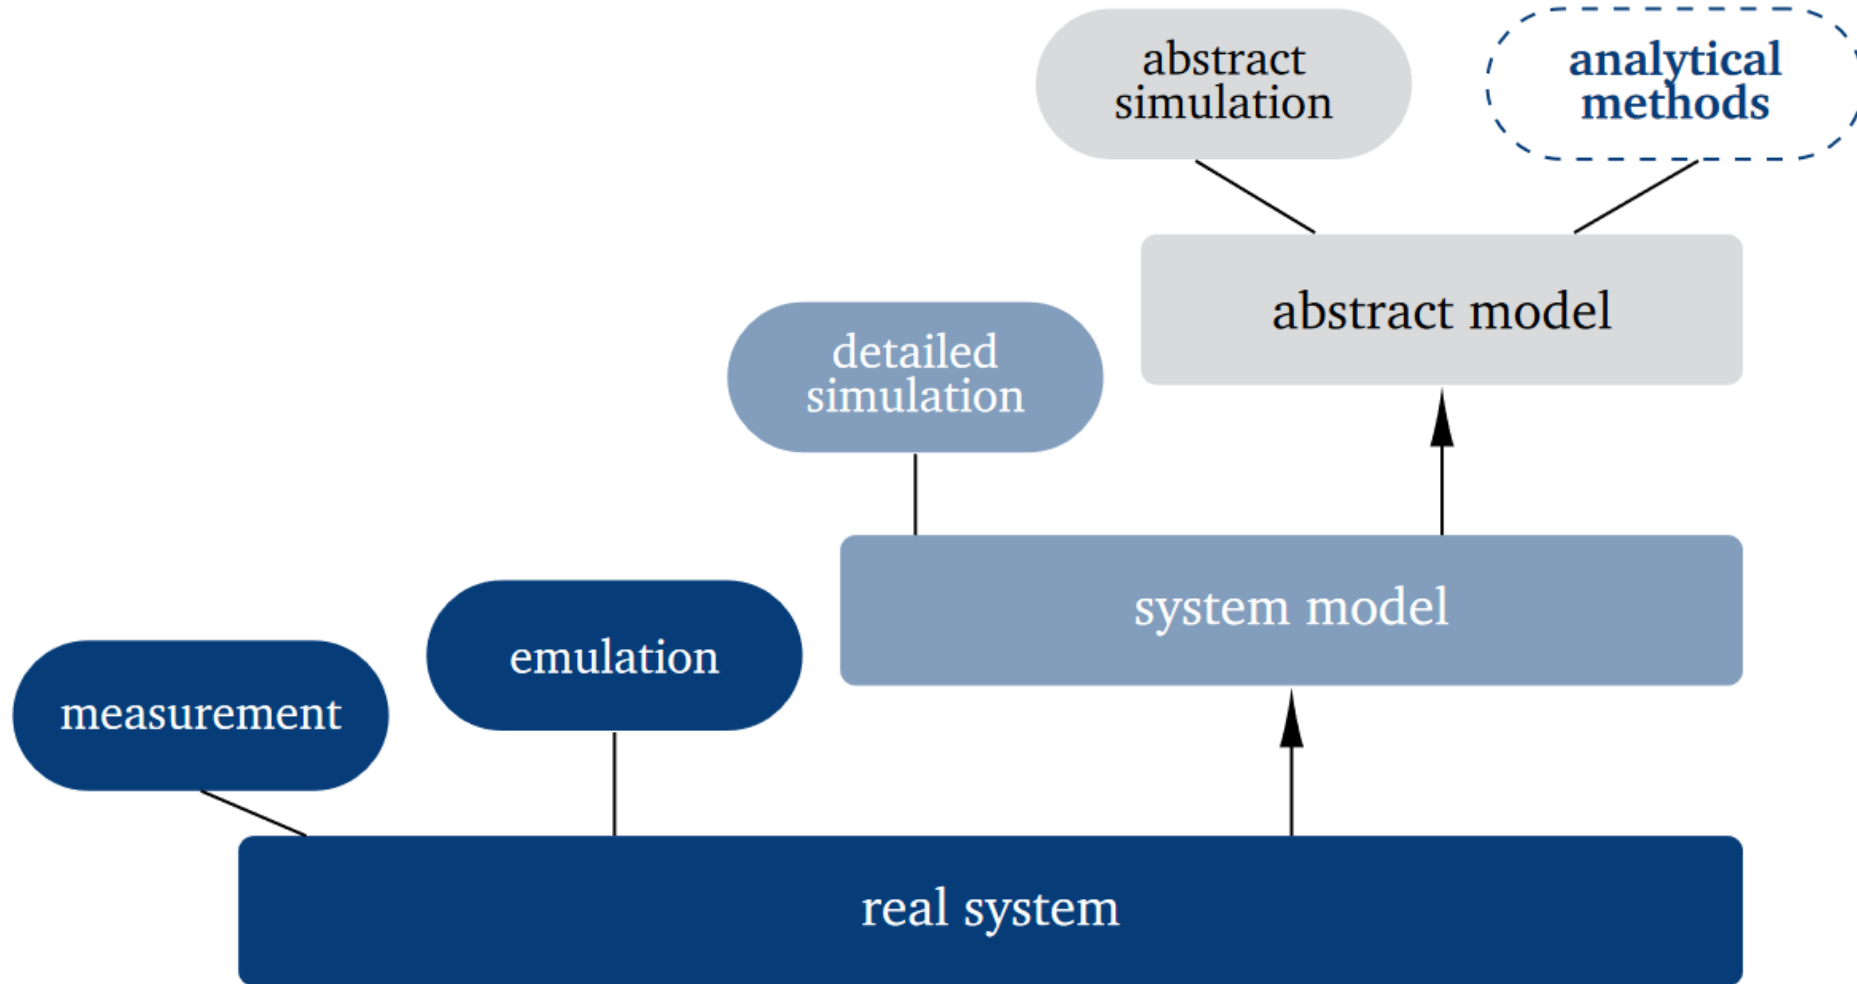 abstract
simulation
analytical
methods
abstract model
detailed
simulation
system model
emulation
measurement
real system